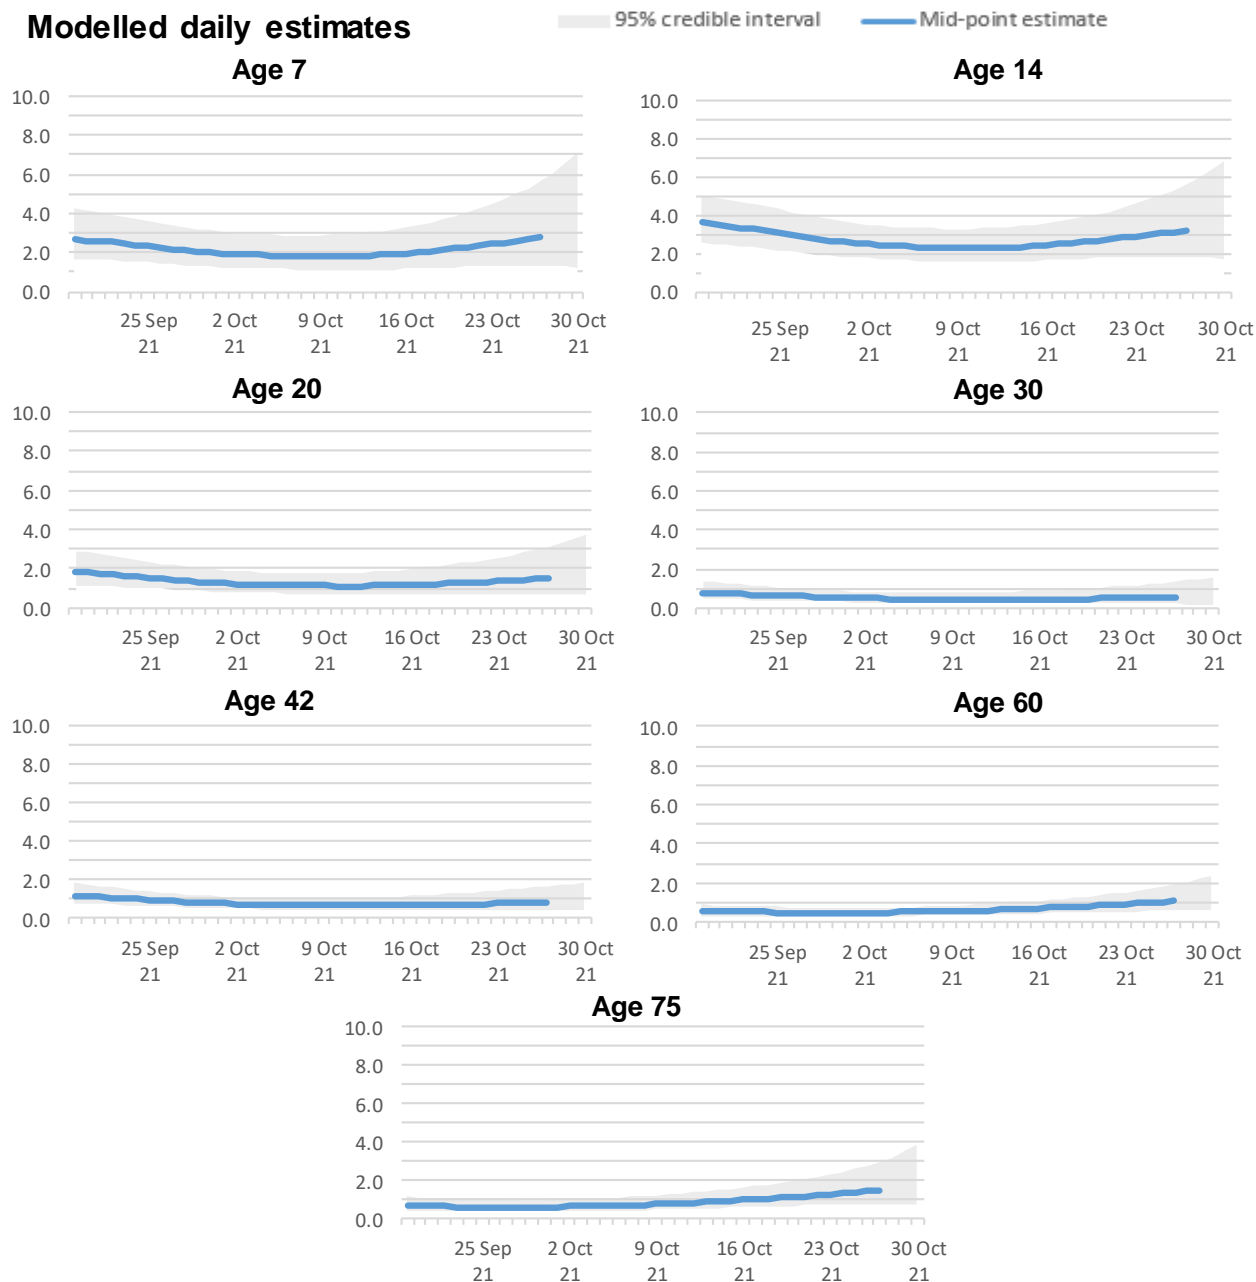 Modelled daily estimates
95% credible interval
Mid-point estimate
Age 7
10.0
8.0
6.0
4.0
2.0
0.0
25 Sep 21
2 Oct 21
9 Oct 21
16 Oct 21
23 Oct 21
30 Oct 21
Age 14
10.0
8.0
6.0
4.0
2.0
0.0
25 Sep 21
2 Oct 21
9 Oct 21
16 Oct 21
23 Oct 21
30 Oct 21
Age 20
10.0
8.0
6.0
4.0
2.0
0.0
25 Sep 21
2 Oct 21
9 Oct 21
16 Oct 21
23 Oct 21
30 Oct 21
Age 30
10.0
8.0
6.0
4.0
2.0
0.0
25 Sep 21
2 Oct 21
9 Oct 21
16 Oct 21
23 Oct 21
30 Oct 21
Age 42
10.0
8.0
6.0
4.0
2.0
0.0
25 Sep 21
2 Oct 21
9 Oct 21
16 Oct 21
23 Oct 21
30 Oct 21
Age 60
10.0
8.0
6.0
4.0
2.0
0.0
25 Sep 21
2 Oct 21
9 Oct 21
16 Oct 21
23 Oct 21
30 Oct 21
Age 75
10.0
8.0
6.0
4.0
2.0
0.0
25 Sep 21
2 Oct 21
9 Oct 21
16 Oct 21
23 Oct 21
30 Oct 21